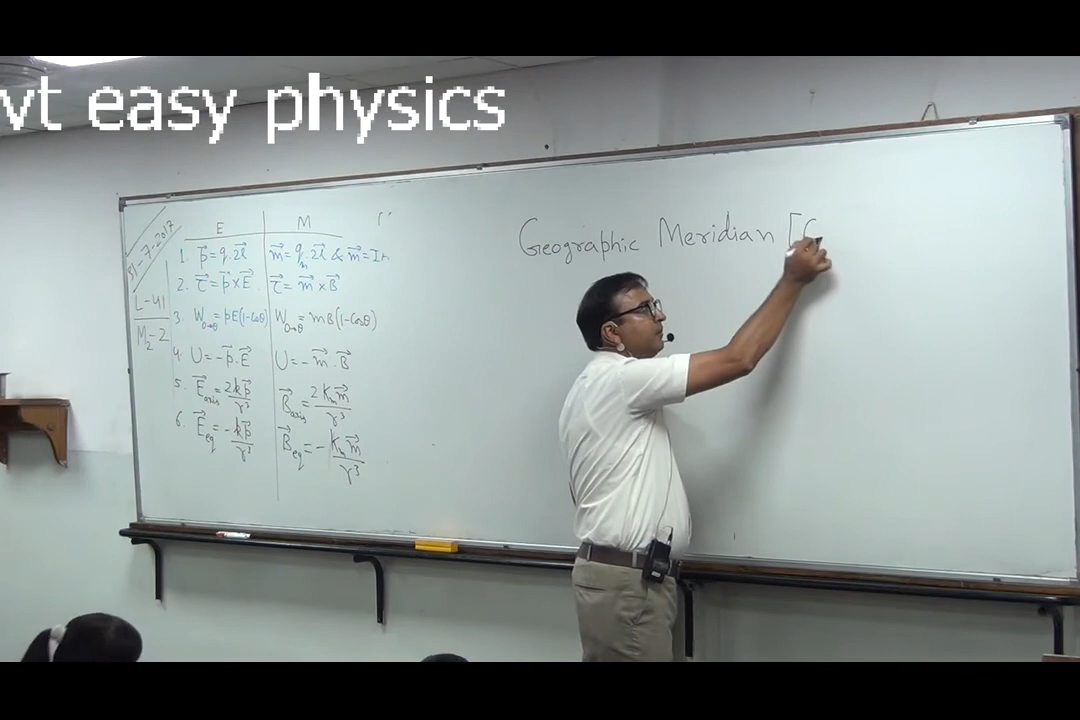 vt easy physics
31-7-2017
L-41
M₂-2
E M
1. p⃗ = q.2l⃗ m⃗ = qₘ.2l⃗ & m⃗ = In
2. τ⃗ = p⃗ × E⃗ τ⃗ = m⃗ × B⃗
3. W₀→θ = pE(1-Cosθ) W₀→θ = mB(1-Cosθ)
4. U = -p⃗.E⃗ U = -m⃗.B⃗
5. E⃗axis = 2kp⃗/r³ B⃗axis = 2Kₘm⃗/r³
6. E⃗eq = -kp⃗/r³ B⃗eq = -Kₘm⃗/r³
Geographic Meridian [G